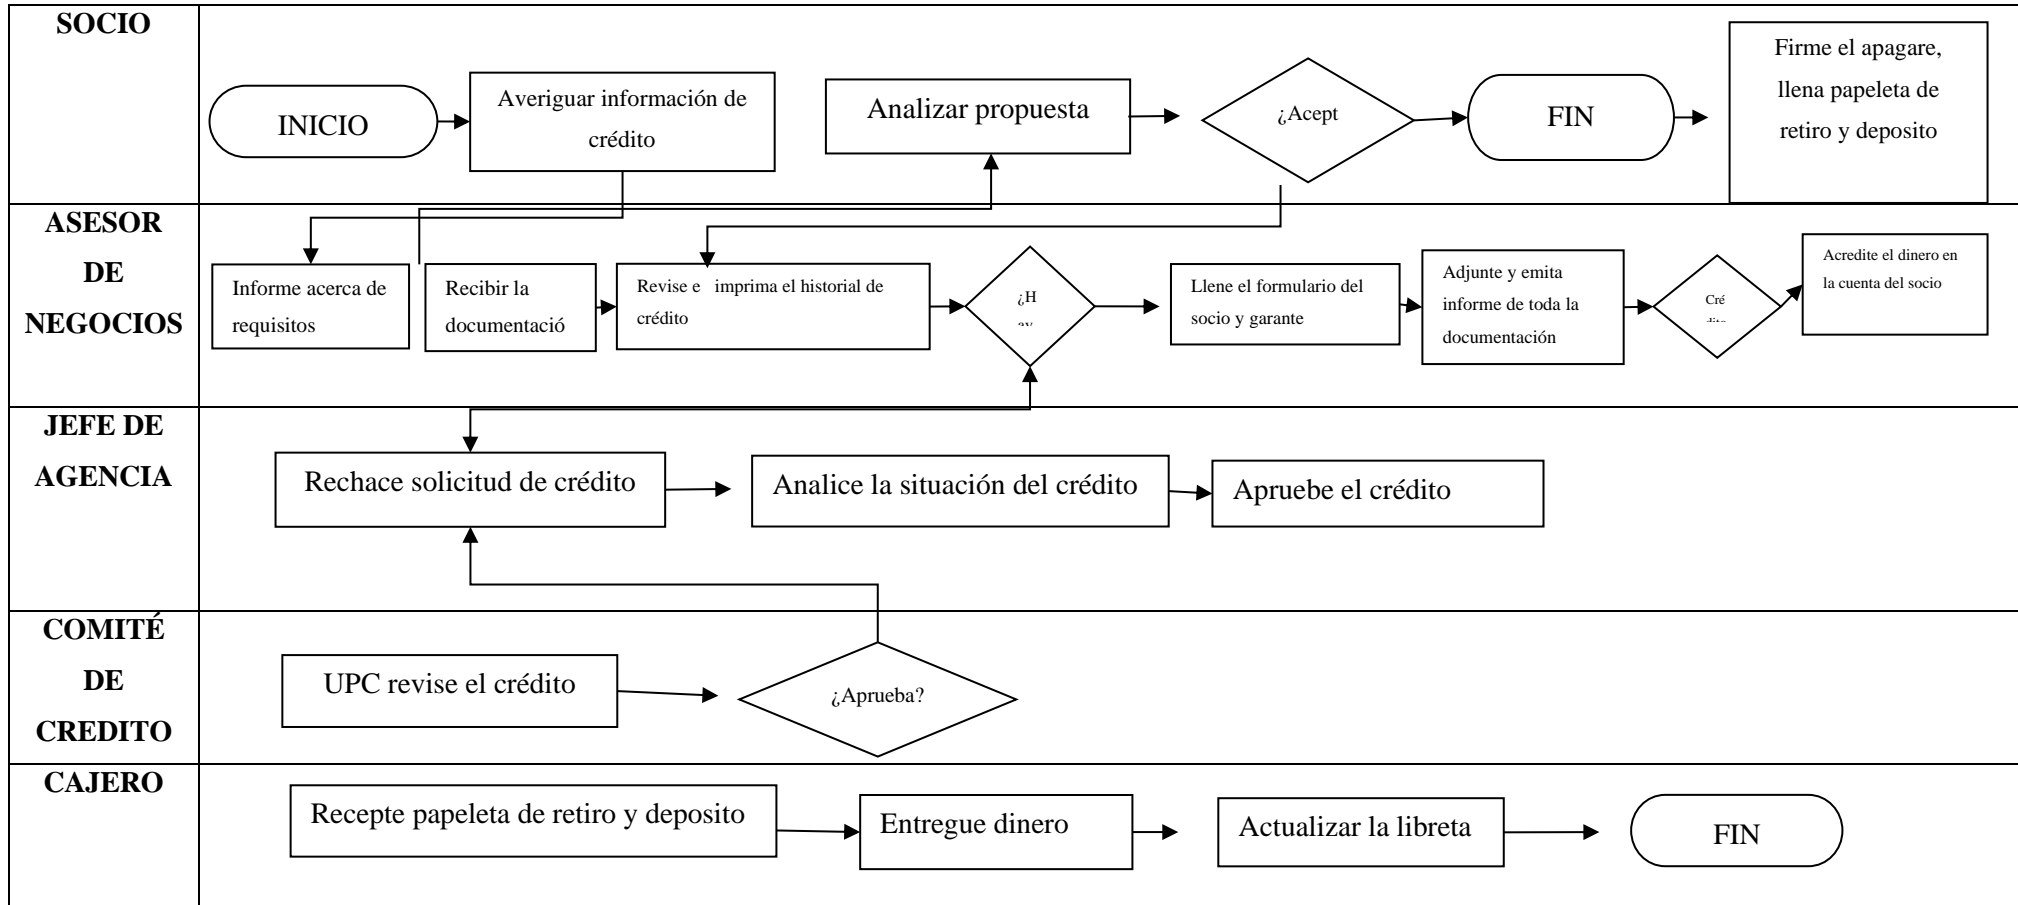 SOCIO
INICIO
Averiguar información de
crédito
Analizar propuesta
¿Acept
FIN
Firme el apagare,
llena papeleta de
retiro y deposito
ASESOR
DE
NEGOCIOS
Informe acerca de
requisitos
Recibir la
documentació
Revise e imprima el historial de
crédito
¿H
Llene el formulario del
socio y garante
Adjunte y emita
informe de toda la
documentación
Cré
Acredite el dinero en
la cuenta del socio
JEFE DE
AGENCIA
Rechace solicitud de crédito
Analice la situación del crédito
Apruebe el crédito
COMITÉ
DE
CREDITO
UPC revise el crédito
¿Aprueba?
CAJERO
Recepte papeleta de retiro y deposito
Entregue dinero
Actualizar la libreta
FIN